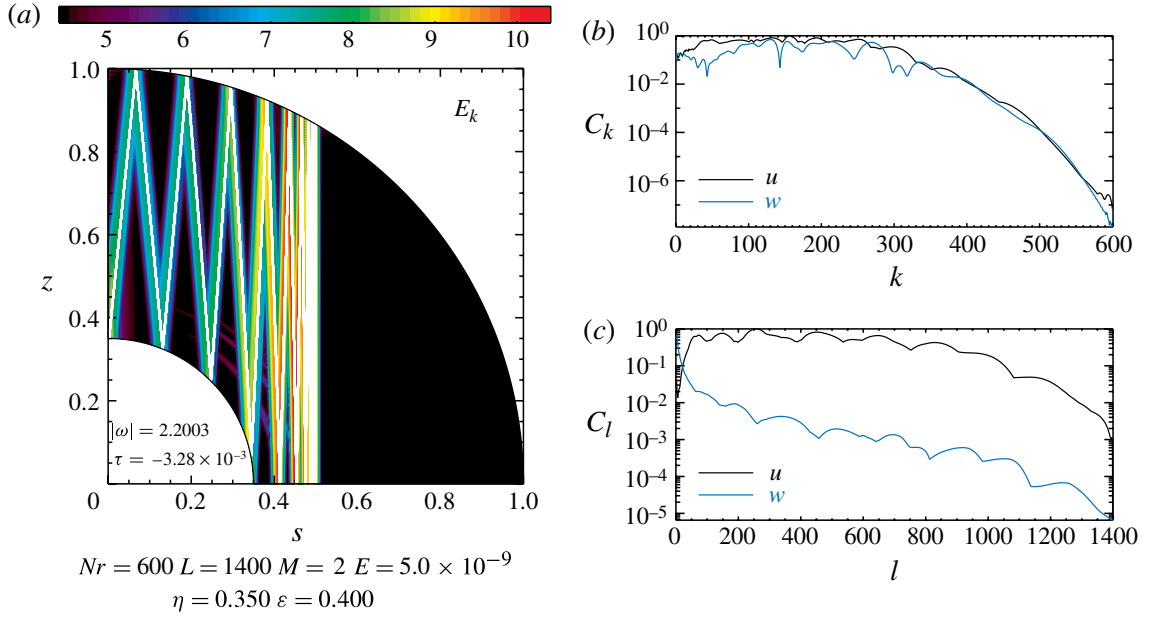 (a)
5 6 7 8 9 10
E_k
1.0
0.8
0.6
0.4
0.2
z
|ω| = 2.2003
τ = −3.28 × 10^{−3}
0 0.2 0.4 0.6 0.8 1.0
s
Nr = 600 L = 1400 M = 2 E = 5.0 × 10^{−9}
η = 0.350 ε = 0.400
(b)
10^0
10^{−2}
C_k
10^{−4}
10^{−6}
u
w
0 100 200 300 400 500 600
k
(c)
10^0
10^{−1}
10^{−2}
C_l
10^{−3}
10^{−4}
10^{−5}
u
w
0 200 400 600 800 1000 1200 1400
l